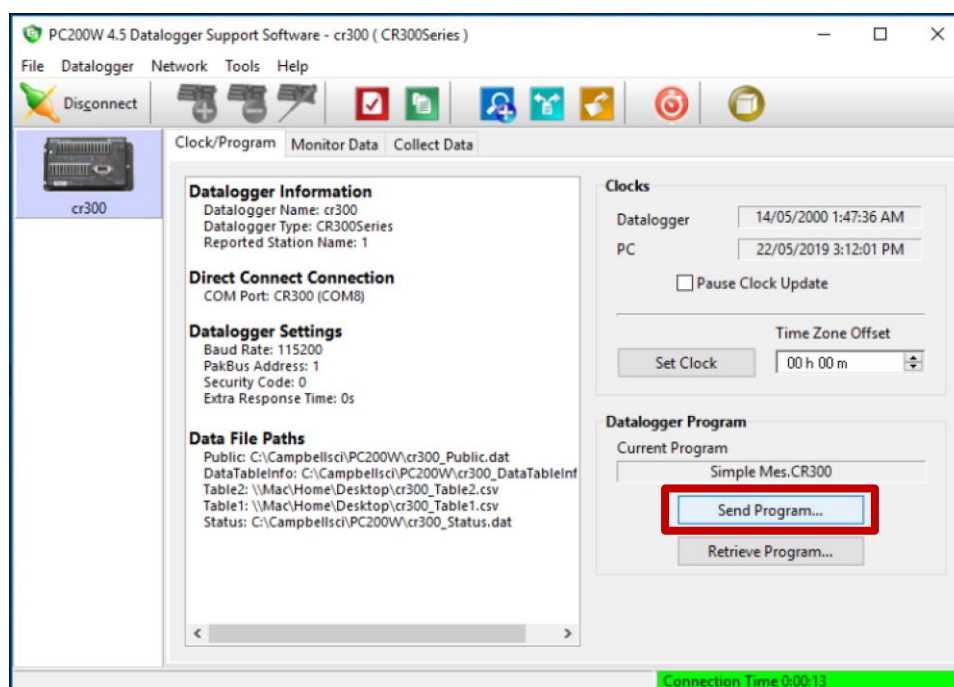 PC200W 4.5 Datalogger Support Software - cr300 ( CR300Series )
File Datalogger Network Tools Help
Disconnect
cr300
Clock/Program Monitor Data Collect Data
Datalogger Information
Datalogger Name: cr300
Datalogger Type: CR300Series
Reported Station Name: 1
Direct Connect Connection
COM Port: CR300 (COM8)
Datalogger Settings
Baud Rate: 115200
PakBus Address: 1
Security Code: 0
Extra Response Time: 0s
Data File Paths
Public: C:\Campbellsci\PC200W\cr300_Public.dat
DataTableInfo: C:\Campbellsci\PC200W\cr300_DataTableInf
Table2: \\Mac\Home\Desktop\cr300_Table2.csv
Table1: \\Mac\Home\Desktop\cr300_Table1.csv
Status: C:\Campbellsci\PC200W\cr300_Status.dat
Clocks
Datalogger 14/05/2000 1:47:36 AM
PC 22/05/2019 3:12:01 PM
Pause Clock Update
Time Zone Offset
Set Clock 00 h 00 m
Datalogger Program
Current Program
Simple Mes.CR300
Send Program...
Retrieve Program...
Connection Time 0:00:13